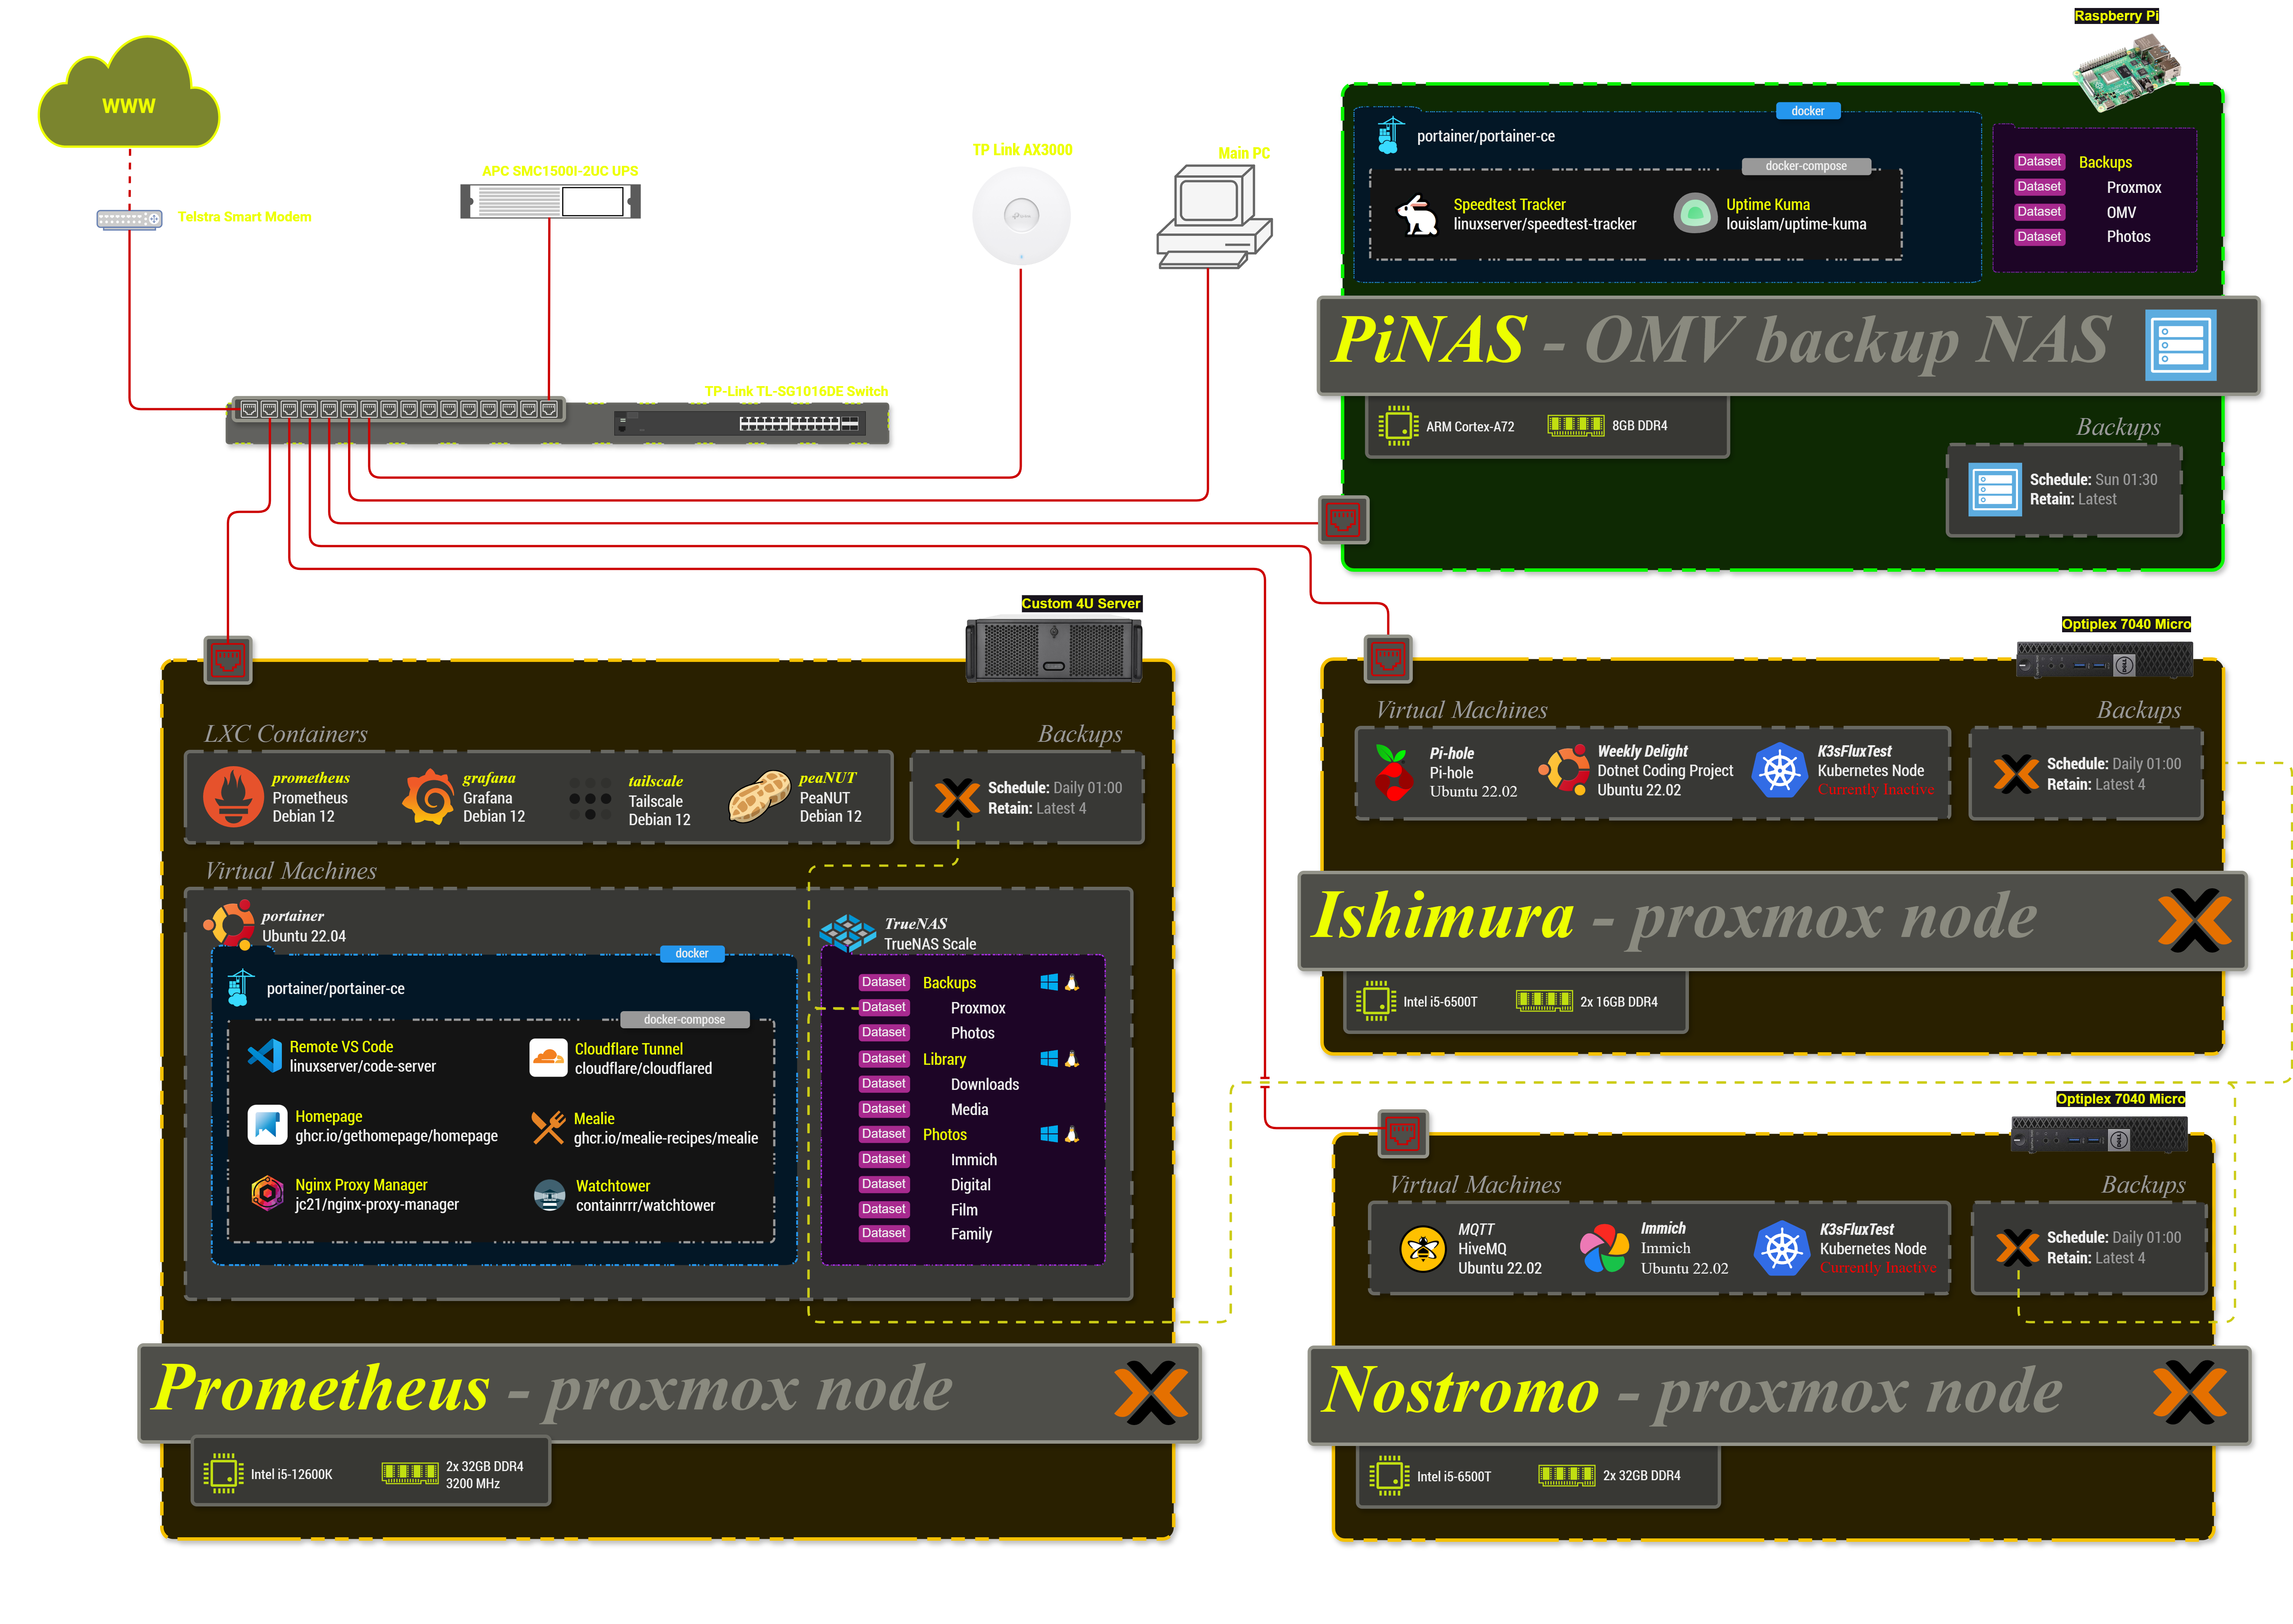 Raspberry Pi
WWW
Telstra Smart Modem
APC SMC1500I-2UC UPS
TP Link AX3000
Main PC
TP-Link TL-SG1016DE Switch
docker
portainer/portainer-ce
docker-compose
Speedtest Tracker
linuxserver/speedtest-tracker
Uptime Kuma
louislam/uptime-kuma
Dataset Backups
Dataset Proxmox
Dataset OMV
Dataset Photos
PiNAS - OMV backup NAS
ARM Cortex-A72
8GB DDR4
Backups
Schedule: Sun 01:30
Retain: Latest
Custom 4U Server
LXC Containers
prometheus
Prometheus
Debian 12
grafana
Grafana
Debian 12
tailscale
Tailscale
Debian 12
peaNUT
PeaNUT
Debian 12
Backups
Schedule: Daily 01:00
Retain: Latest 4
Virtual Machines
portainer
Ubuntu 22.04
docker
portainer/portainer-ce
docker-compose
Remote VS Code
linuxserver/code-server
Cloudflare Tunnel
cloudflare/cloudflared
Homepage
ghcr.io/gethomepage/homepage
Mealie
ghcr.io/mealie-recipes/mealie
Nginx Proxy Manager
jc21/nginx-proxy-manager
Watchtower
containrrr/watchtower
TrueNAS
TrueNAS Scale
Dataset Backups
Dataset Proxmox
Dataset Photos
Dataset Library
Dataset Downloads
Dataset Media
Dataset Photos
Dataset Immich
Dataset Digital
Dataset Film
Dataset Family
Prometheus - proxmox node
Intel i5-12600K
2x 32GB DDR4
3200 MHz
Optiplex 7040 Micro
DELL
Virtual Machines
Pi-hole
Pi-hole
Ubuntu 22.02
Weekly Delight
Dotnet Coding Project
Ubuntu 22.02
K3sFluxTest
Kubernetes Node
Currently Inactive
Backups
Schedule: Daily 01:00
Retain: Latest 4
Ishimura - proxmox node
Intel i5-6500T
2x 16GB DDR4
Optiplex 7040 Micro
DELL
Virtual Machines
MQTT
HiveMQ
Ubuntu 22.02
Immich
Immich
Ubuntu 22.02
K3sFluxTest
Kubernetes Node
Currently Inactive
Backups
Schedule: Daily 01:00
Retain: Latest 4
Nostromo - proxmox node
Intel i5-6500T
2x 32GB DDR4